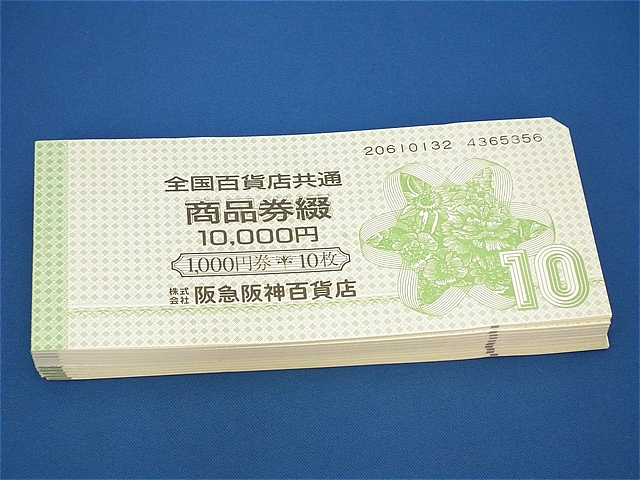 20610132 4365356
全国百貨店共通
商品券綴
10,000円
1,000円券＊10枚
株式会社 阪急阪神百貨店
10